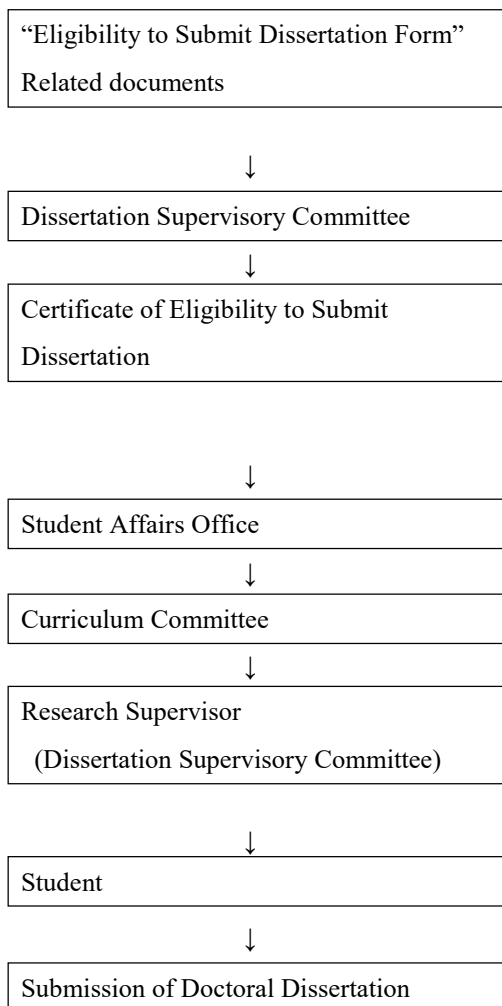 “Eligibility to Submit Dissertation Form”
Related documents
↓
Dissertation Supervisory Committee
↓
Certificate of Eligibility to Submit
Dissertation
↓
Student Affairs Office
↓
Curriculum Committee
↓
Research Supervisor
(Dissertation Supervisory Committee)
↓
Student
↓
Submission of Doctoral Dissertation